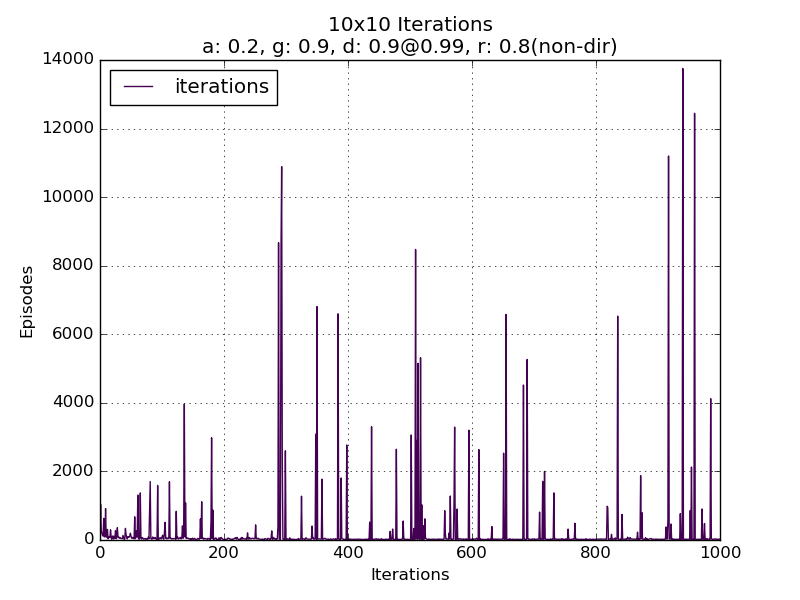 10x10 Iterations
a: 0.2, g: 0.9, d: 0.9@0.99, r: 0.8(non-dir)
iterations
14000
12000
10000
8000
6000
4000
2000
0
Episodes
0 200 400 600 800 1000
Iterations